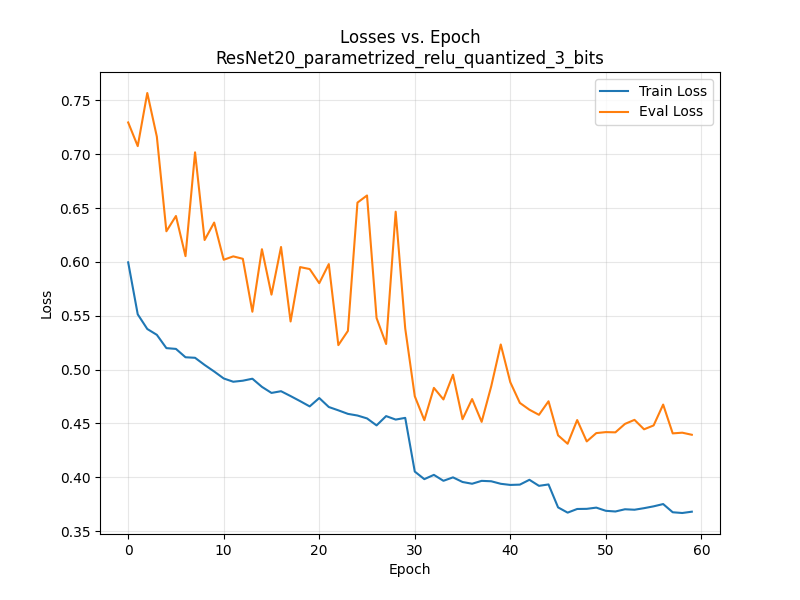 Losses vs. Epoch
ResNet20_parametrized_relu_quantized_3_bits
Train Loss
Eval Loss
0.75
0.70
0.65
0.60
0.55
0.50
0.45
0.40
0.35
Loss
0
10
20
30
40
50
60
Epoch